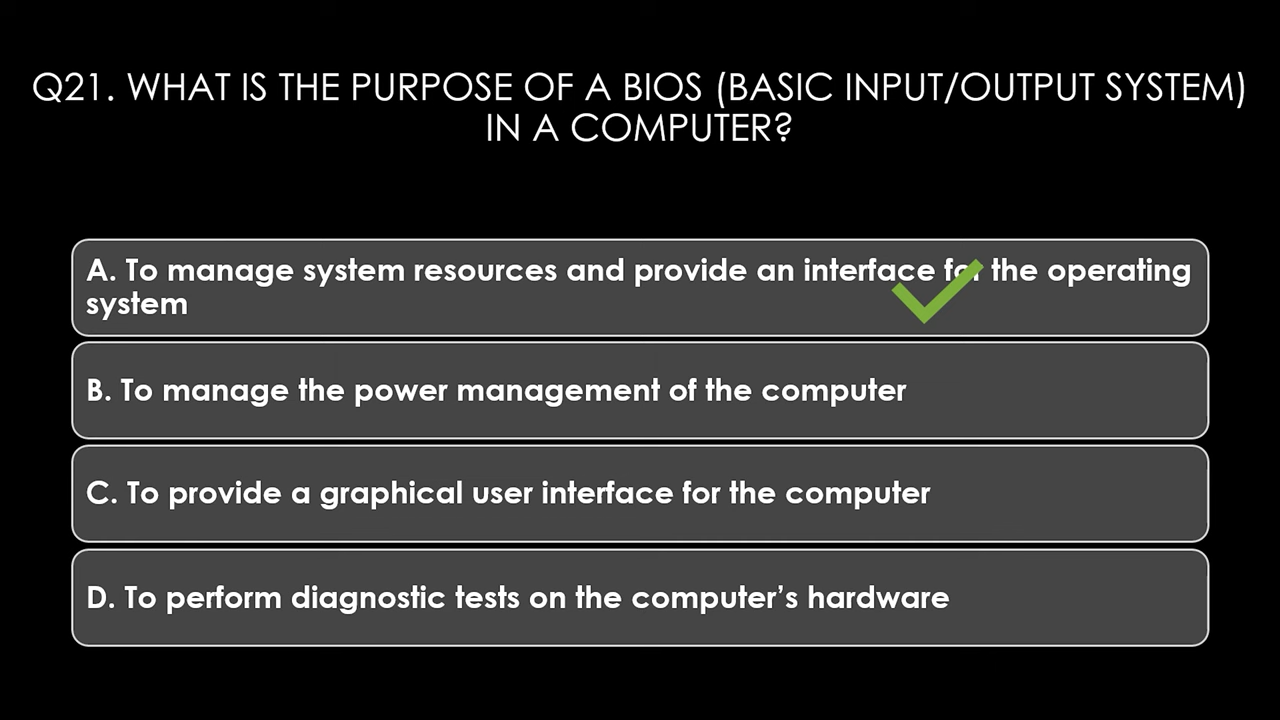 Q21. WHAT IS THE PURPOSE OF A BIOS (BASIC INPUT/OUTPUT SYSTEM)
IN A COMPUTER?
A. To manage system resources and provide an interface for the operating
system
B. To manage the power management of the computer
C. To provide a graphical user interface for the computer
D. To perform diagnostic tests on the computer’s hardware